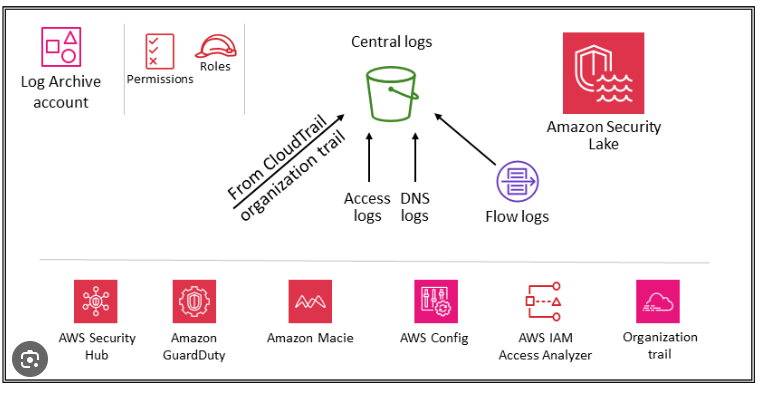 Central logs
Log Archive
account
Permissions
Roles
Amazon Security
Lake
From CloudTrail
organization trail
Access
logs
DNS
logs
Flow logs
AWS Security
Hub
Amazon
GuardDuty
Amazon Macie
AWS Config
AWS IAM
Access Analyzer
Organization
trail